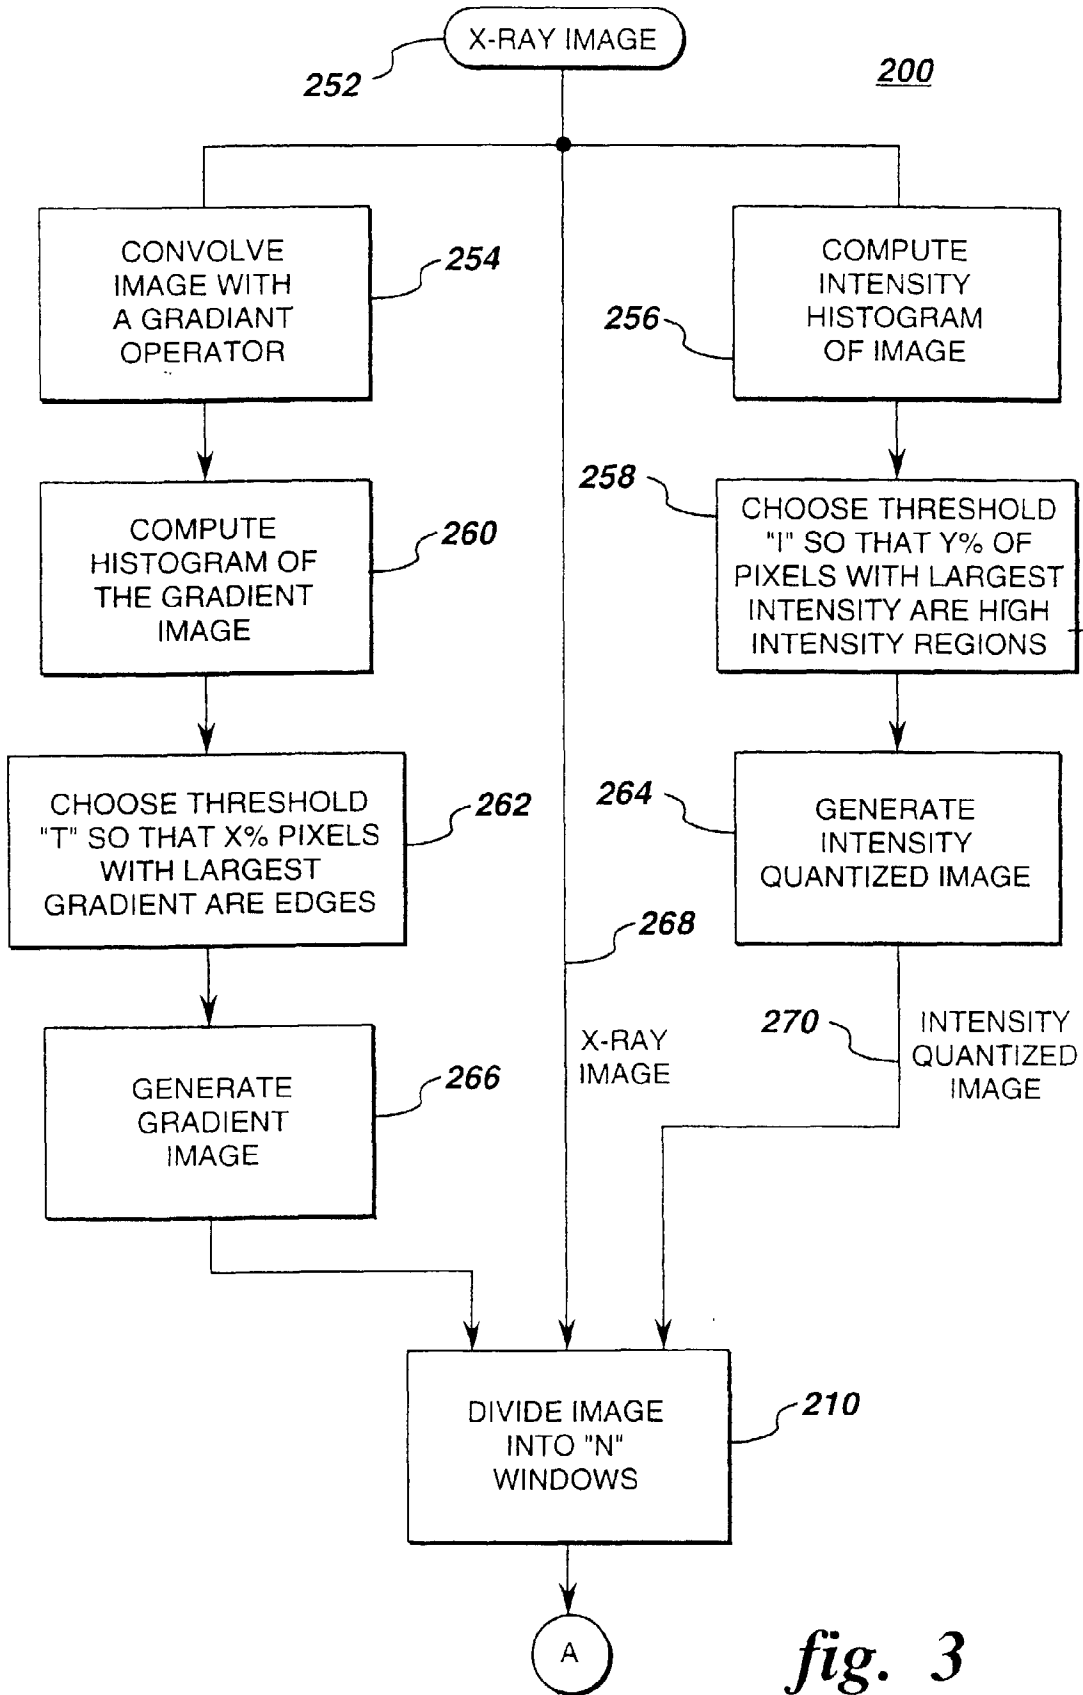 X-RAY IMAGE
252
200
CONVOLVE
IMAGE WITH
A GRADIANT
OPERATOR
254
COMPUTE
INTENSITY
HISTOGRAM
OF IMAGE
256
COMPUTE
HISTOGRAM OF
THE GRADIENT
IMAGE
260
258
CHOOSE THRESHOLD
"I" SO THAT Y% OF
PIXELS WITH LARGEST
INTENSITY ARE HIGH
INTENSITY REGIONS
CHOOSE THRESHOLD
"T" SO THAT X% PIXELS
WITH LARGEST
GRADIENT ARE EDGES
262
264
GENERATE
INTENSITY
QUANTIZED IMAGE
268
X-RAY
IMAGE
270
INTENSITY
QUANTIZED
IMAGE
GENERATE
GRADIENT
IMAGE
266
DIVIDE IMAGE
INTO "N"
WINDOWS
210
A
fig. 3